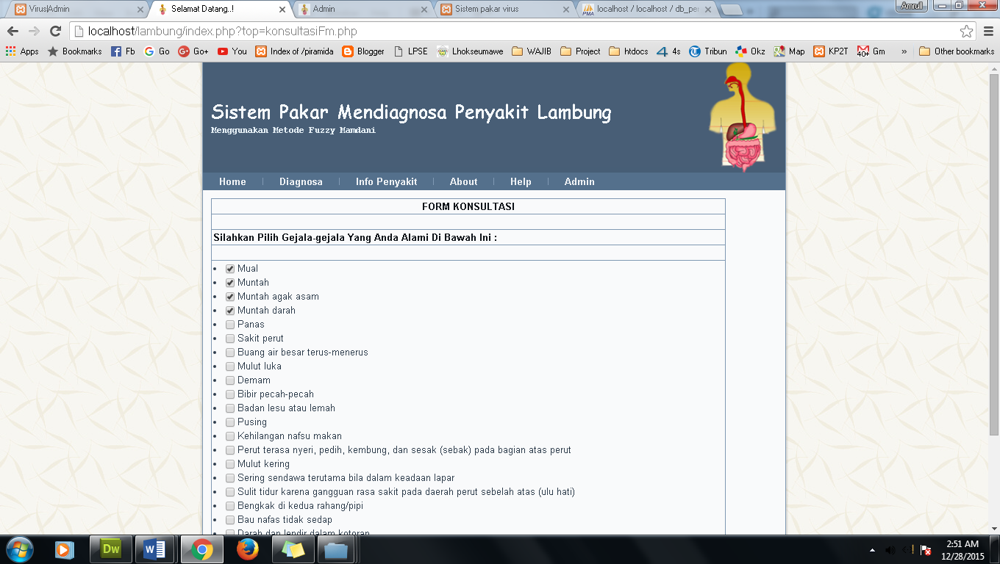 Virus|Admin
Selamat Datang..!
Admin
Sistem pakar virus
localhost / localhost / db_per
Amrull
localhost/lambung/index.php?top=konsultasiFm.php
Apps
Bookmarks
Fb
Go
Go+
You
Index of /piramida
Blogger
LPSE
Lhokseumawe
WAJIB
Project
htdocs
4s
Tribun
Okz
Map
KP2T
Gm
»
Other bookmarks
Sistem Pakar Mendiagnosa Penyakit Lambung
Menggunakan Metode Fuzzy Mamdani
Home | Diagnosa | Info Penyakit | About | Help | Admin
FORM KONSULTASI
Silahkan Pilih Gejala-gejala Yang Anda Alami Di Bawah Ini :
Mual
Muntah
Muntah agak asam
Muntah darah
Panas
Sakit perut
Buang air besar terus-menerus
Mulut luka
Demam
Bibir pecah-pecah
Badan lesu atau lemah
Pusing
Kehilangan nafsu makan
Perut terasa nyeri, pedih, kembung, dan sesak (sebak) pada bagian atas perut
Mulut kering
Sering sendawa terutama bila dalam keadaan lapar
Sulit tidur karena gangguan rasa sakit pada daerah perut sebelah atas (ulu hati)
Bengkak di kedua rahang/pipi
Bau nafas tidak sedap
Darah dan lendir dalam kotoran
Dw
2:51 AM
12/28/2015